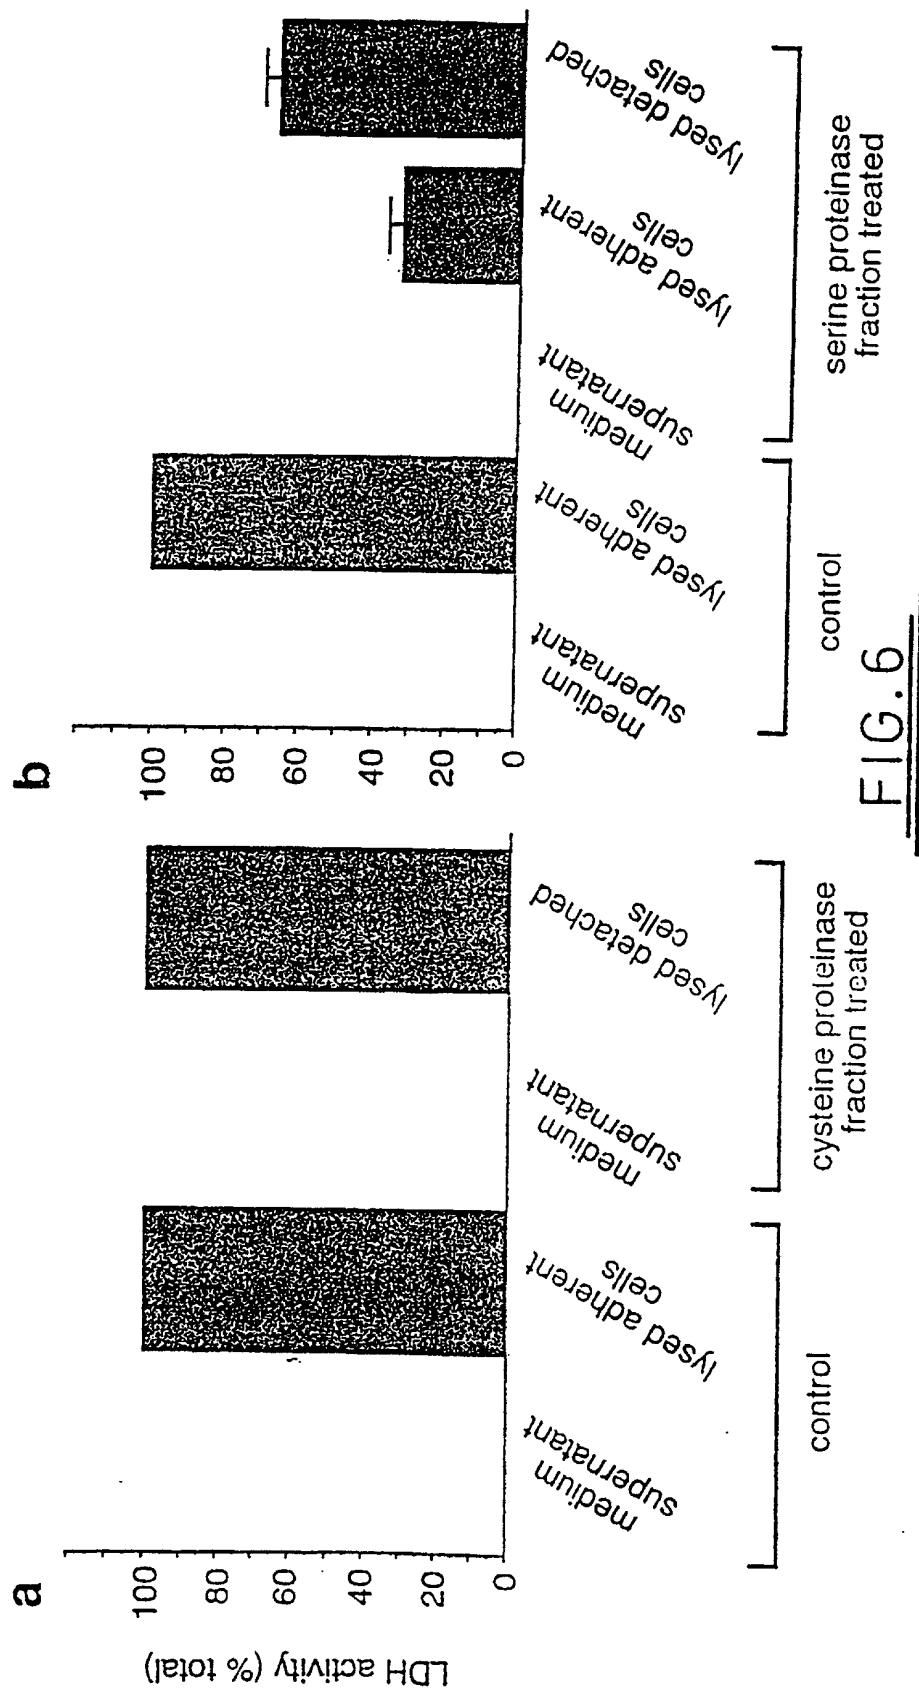 a
LDH activity (% total)
100
80
60
40
20
0
medium
supernatant
lysed adherent
cells
medium
supernatant
lysed detached
cells
control
cysteine proteinase
fraction treated
b
100
80
60
40
20
0
medium
supernatant
lysed adherent
cells
medium
supernatant
lysed adherent
cells
lysed detached
cells
control
serine proteinase
fraction treated
FIG.6